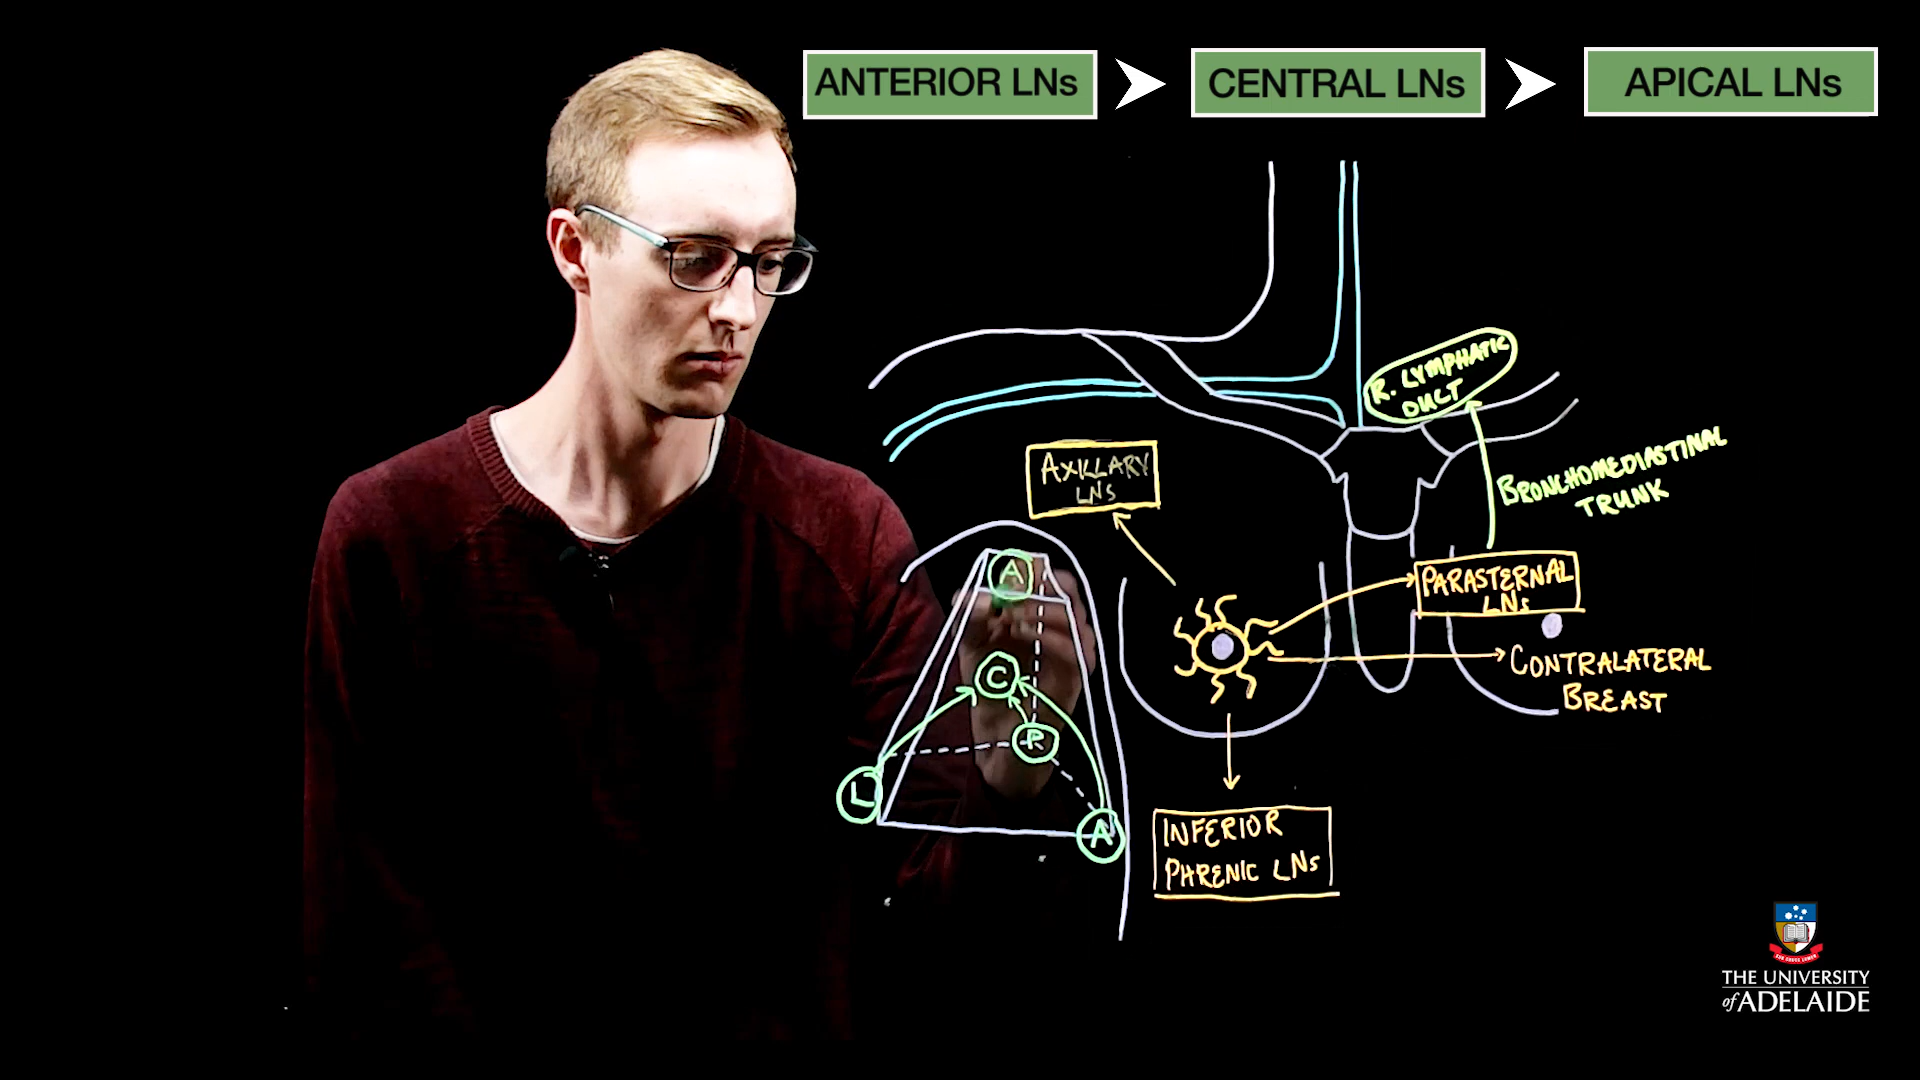 ANTERIOR LNs
CENTRAL LNs
APICAL LNs
R. LYMPHATIC
DUCT
BRONCHOMEDIASTINAL
TRUNK
AXILLARY
LNs
A
C
R
L
A
PARASTERNAL
LNs
CONTRALATERAL
BREAST
INFERIOR
PHRENIC LNs
THE UNIVERSITY
of ADELAIDE